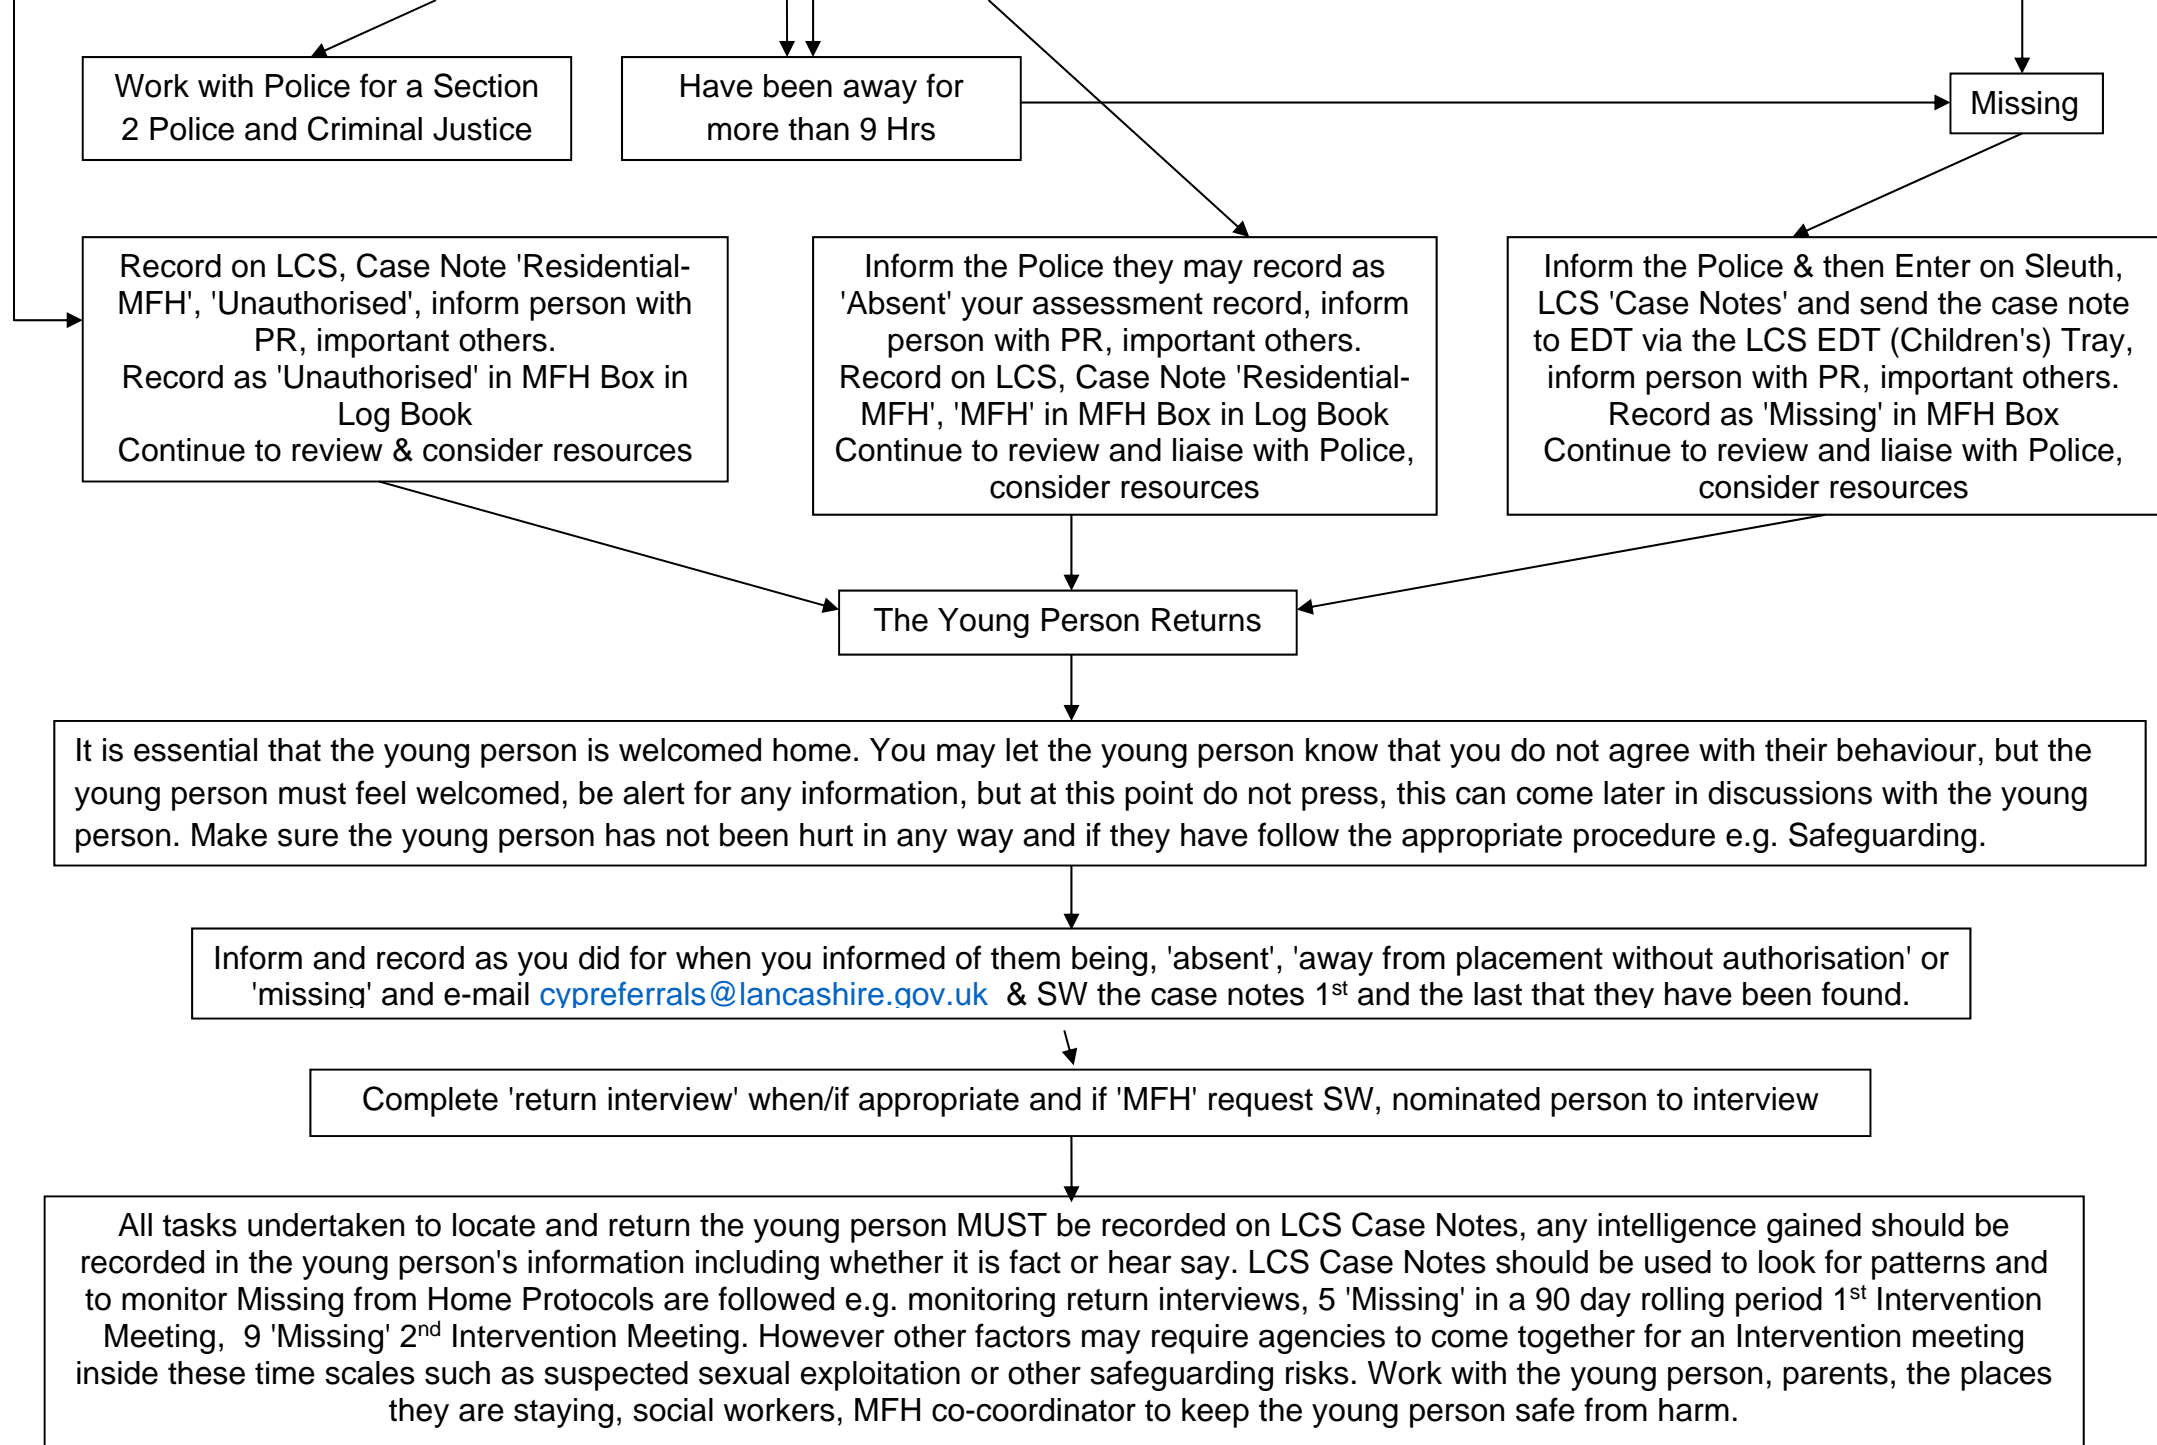 Work with Police for a Section
2 Police and Criminal Justice
Have been away for
more than 9 Hrs
Missing
Record on LCS, Case Note 'Residential-
MFH', 'Unauthorised', inform person with
PR, important others.
Record as 'Unauthorised' in MFH Box in
Log Book
Continue to review & consider resources
Inform the Police they may record as
'Absent' your assessment record, inform
person with PR, important others.
Record on LCS, Case Note 'Residential-
MFH', 'MFH' in MFH Box in Log Book
Continue to review and liaise with Police,
consider resources
Inform the Police & then Enter on Sleuth,
LCS 'Case Notes' and send the case note
to EDT via the LCS EDT (Children's) Tray,
inform person with PR, important others.
Record as 'Missing' in MFH Box
Continue to review and liaise with Police,
consider resources
The Young Person Returns
It is essential that the young person is welcomed home. You may let the young person know that you do not agree with their behaviour, but the
young person must feel welcomed, be alert for any information, but at this point do not press, this can come later in discussions with the young
person. Make sure the young person has not been hurt in any way and if they have follow the appropriate procedure e.g. Safeguarding.
Inform and record as you did for when you informed of them being, 'absent', 'away from placement without authorisation' or
'missing' and e-mail cypreferrals@lancashire.gov.uk & SW the case notes 1st and the last that they have been found.
Complete 'return interview' when/if appropriate and if 'MFH' request SW, nominated person to interview
All tasks undertaken to locate and return the young person MUST be recorded on LCS Case Notes, any intelligence gained should be
recorded in the young person's information including whether it is fact or hear say. LCS Case Notes should be used to look for patterns and
to monitor Missing from Home Protocols are followed e.g. monitoring return interviews, 5 'Missing' in a 90 day rolling period 1st Intervention
Meeting, 9 'Missing' 2nd Intervention Meeting. However other factors may require agencies to come together for an Intervention meeting
inside these time scales such as suspected sexual exploitation or other safeguarding risks. Work with the young person, parents, the places
they are staying, social workers, MFH co-coordinator to keep the young person safe from harm.